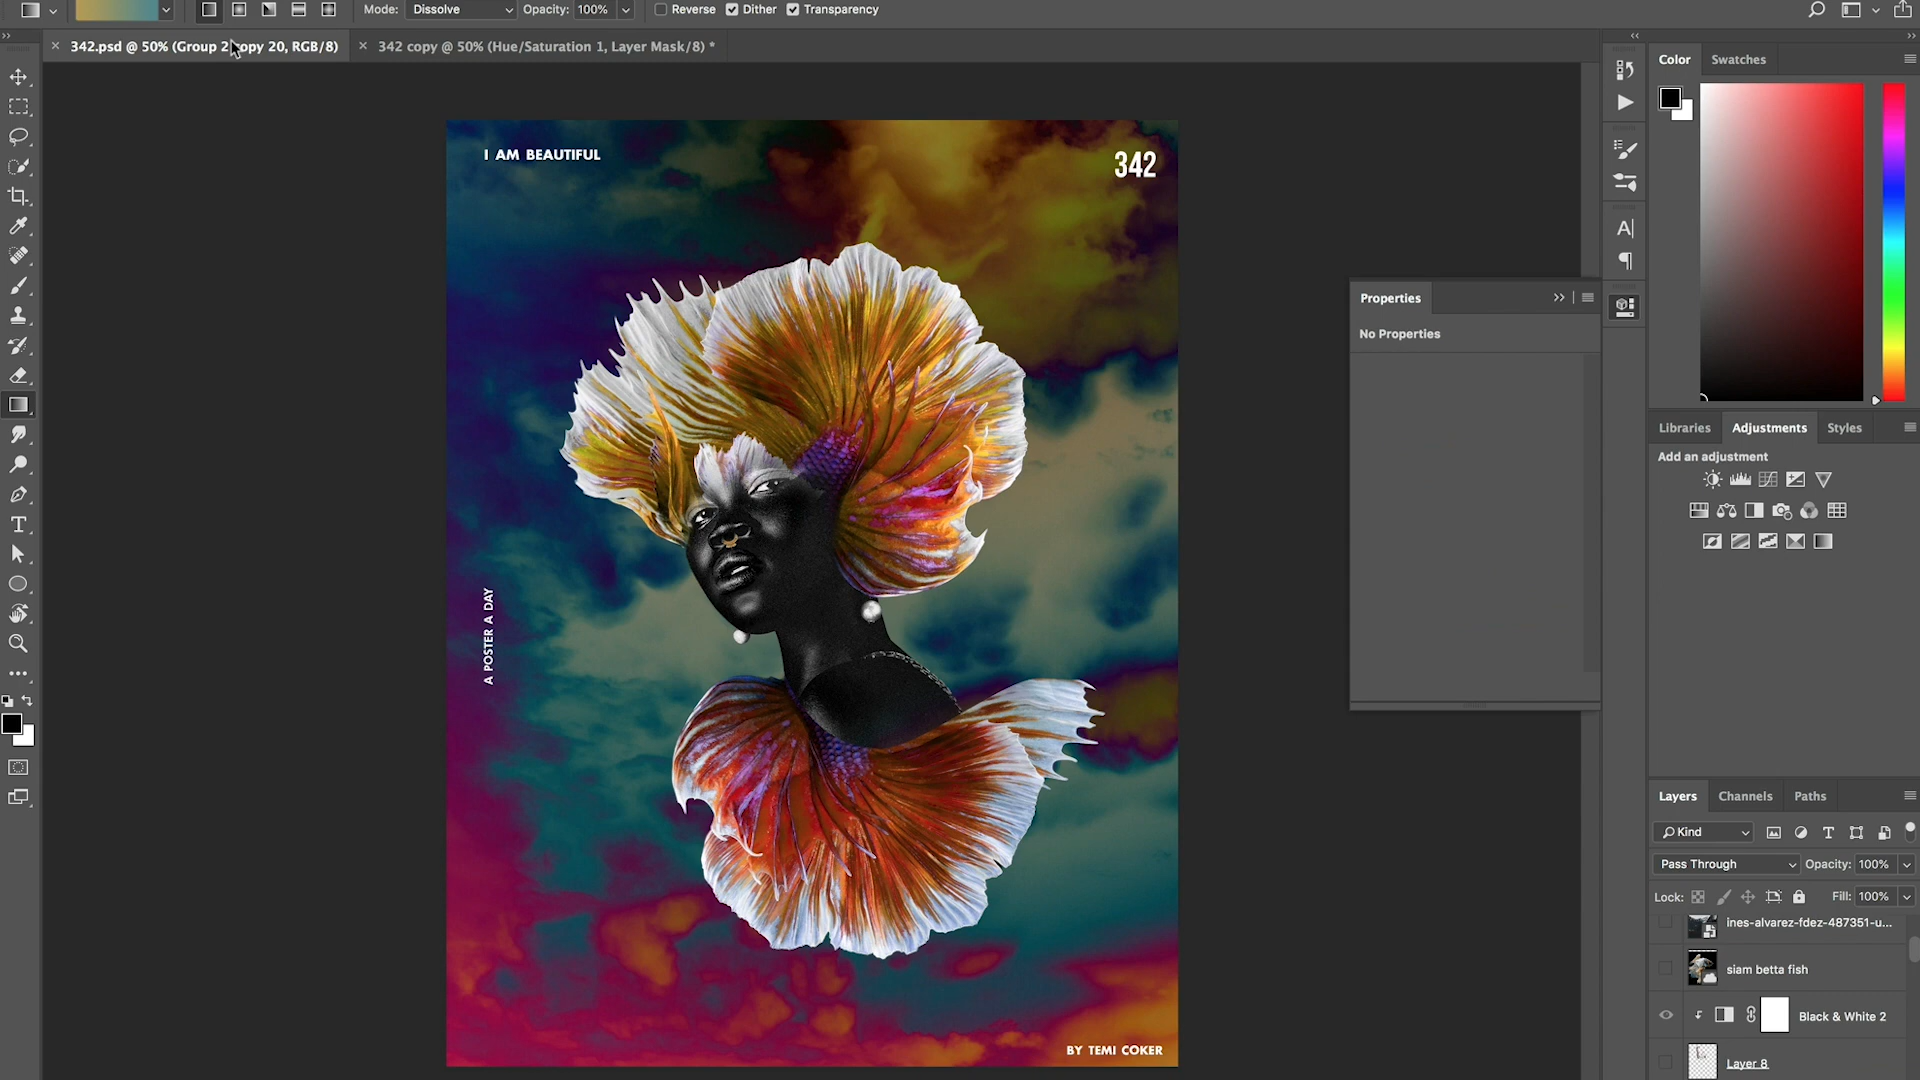 Mode: Dissolve Opacity: 100% Reverse Dither Transparency
342.psd @ 50% (Group 2 copy 20, RGB/8)
342 copy @ 50% (Hue/Saturation 1, Layer Mask/8) *
I AM BEAUTIFUL
342
A POSTER A DAY
BY TEMI COKER
Properties
No Properties
Color Swatches
Libraries Adjustments Styles
Add an adjustment
Layers Channels Paths
Kind
Pass Through Opacity: 100%
Lock: Fill: 100%
ines-alvarez-fdez-487351-u...
siam betta fish
Black & White 2
Layer 8